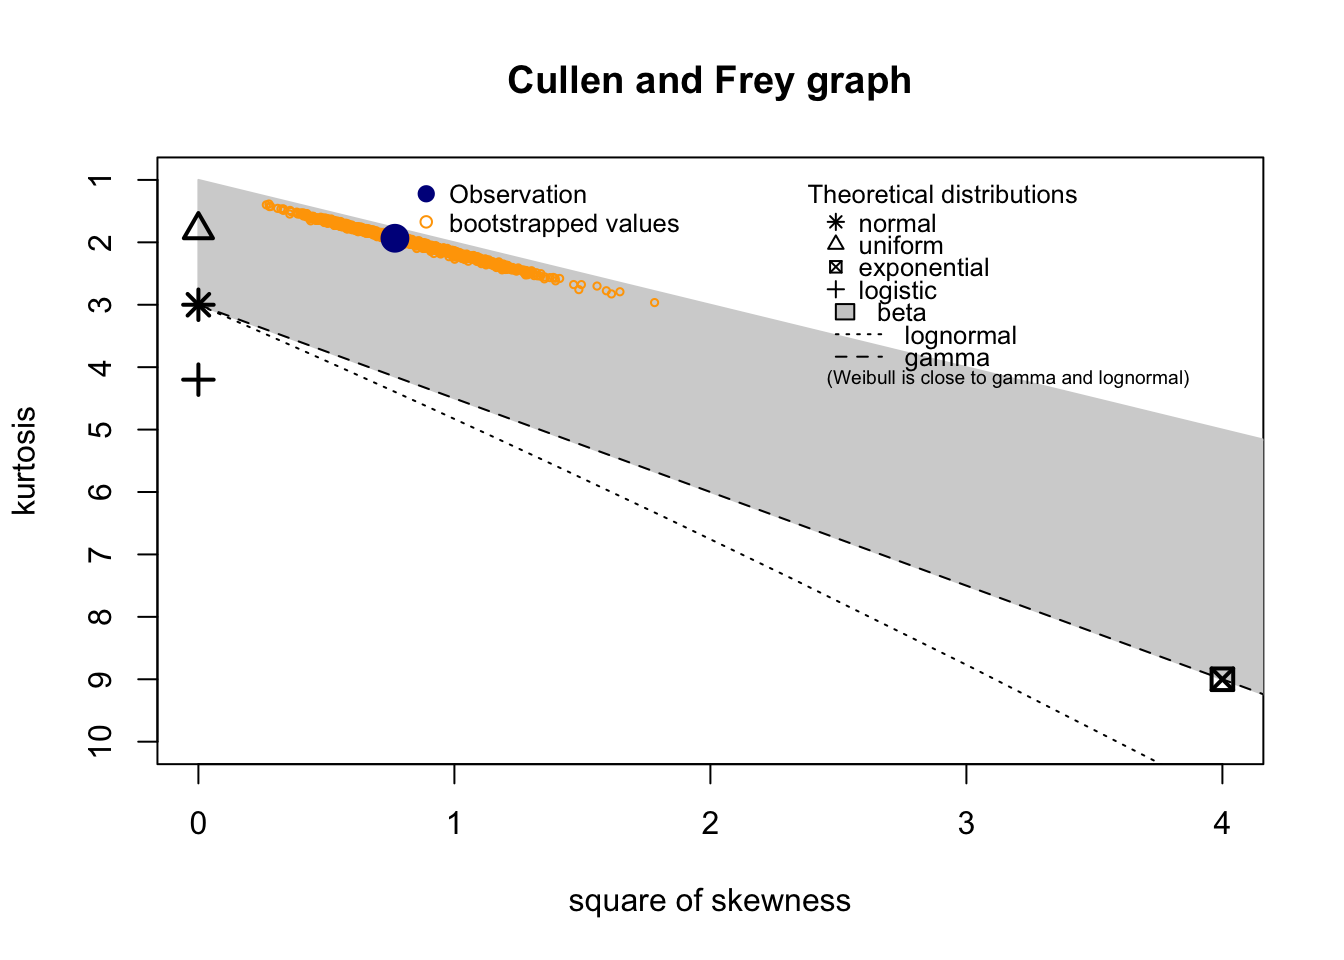 Cullen and Frey graph
Observation
bootstrapped values
Theoretical distributions
normal
uniform
exponential
logistic
beta
lognormal
gamma
(Weibull is close to gamma and lognormal)
kurtosis
1
2
3
4
5
6
7
8
9
10
0 1 2 3 4
square of skewness